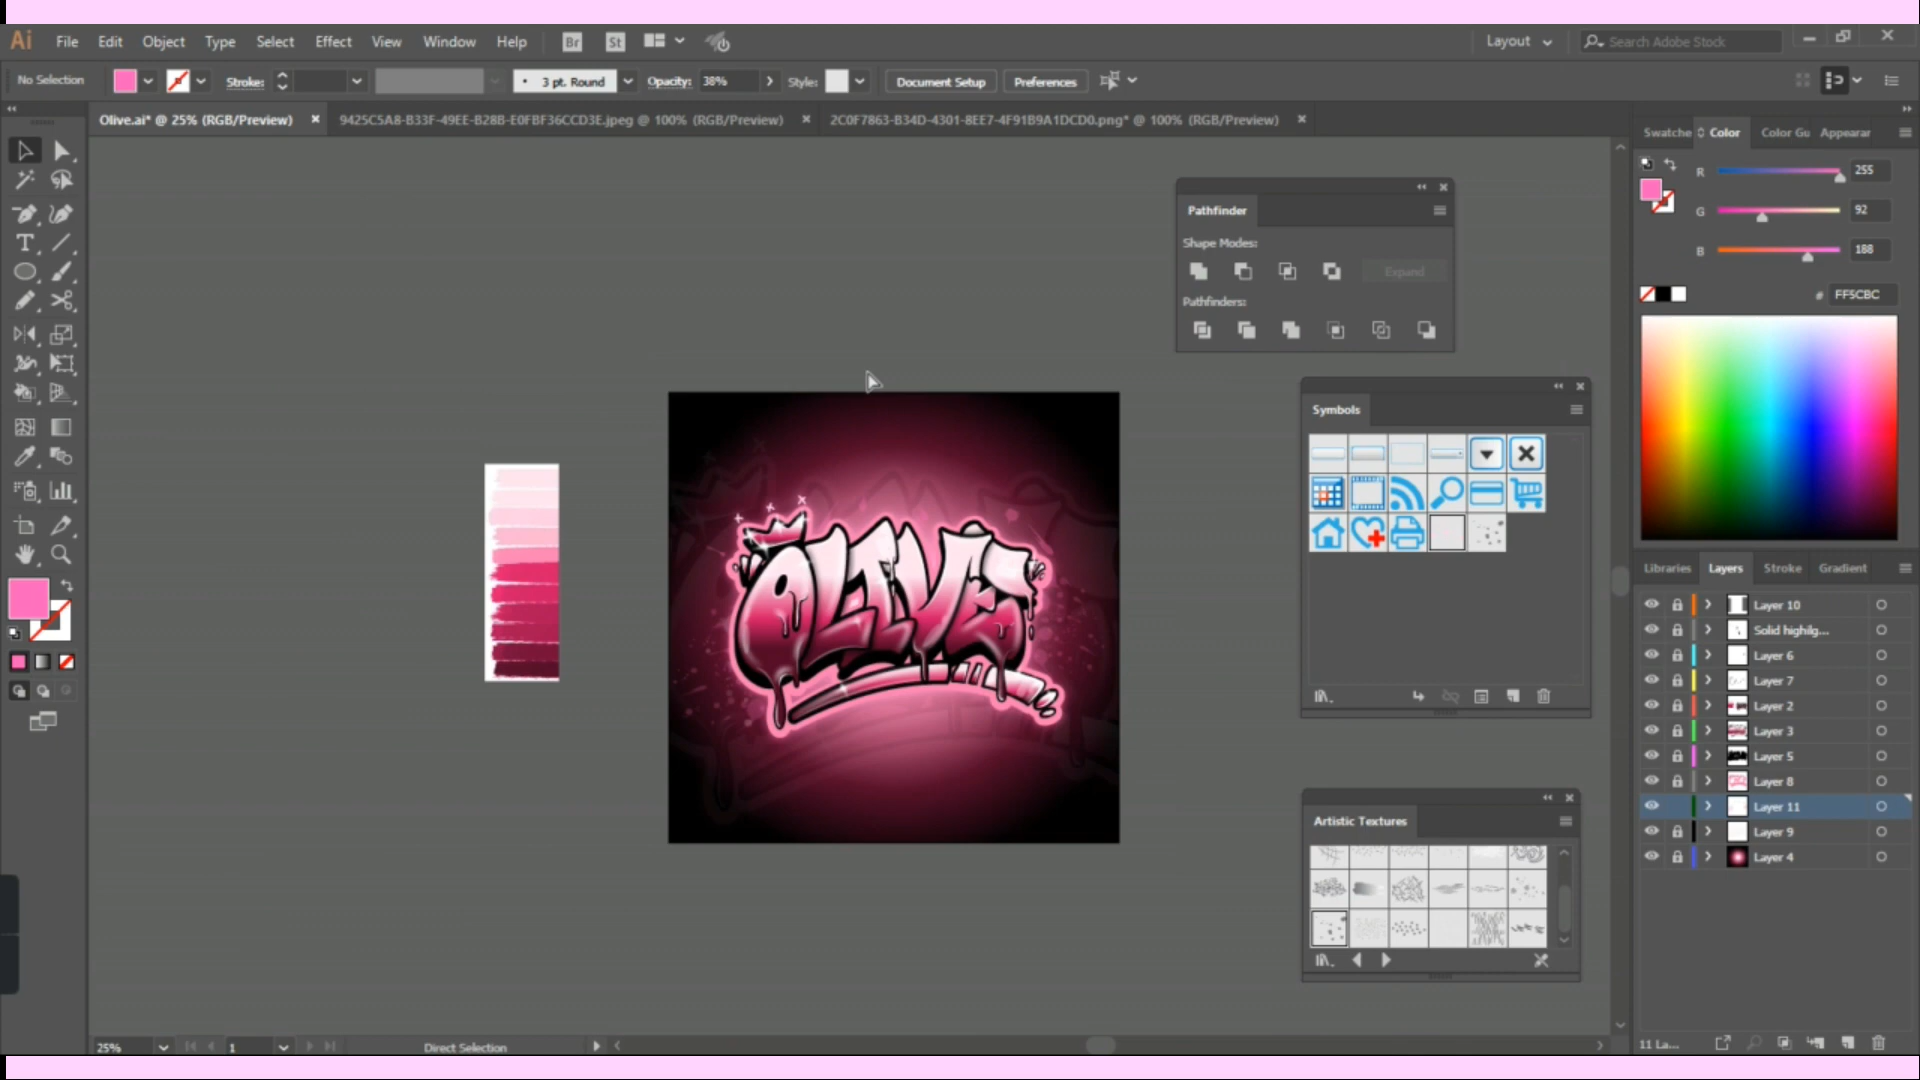 Ai File Edit Object Type Select Effect View Window Help Br St Layout Search Adobe Stock
No Selection Stroke: 3 pt. Round Opacity: 38% Style: Document Setup Preferences
Olive.ai* @ 25% (RGB/Preview) 9425C5A8-B33F-49EE-B28B-E0FBF36CCD3E.jpeg @ 100% (RGB/Preview) 2C0F7863-B34D-4301-8EE7-4F91B9A1DCD0.png* @ 100% (RGB/Preview)
Swatche Color Color Gu Appearar
R 255
G 92
B 188
# FF5CBC
Pathfinder
Shape Modes:
Expand
Pathfinders:
Symbols
OLIVE
Artistic Textures
Libraries Layers Stroke Gradient
Layer 10
Solid highilg...
Layer 6
Layer 7
Layer 2
Layer 3
Layer 5
Layer 8
Layer 11
Layer 9
Layer 4
25% 1 Direct Selection
11 La...